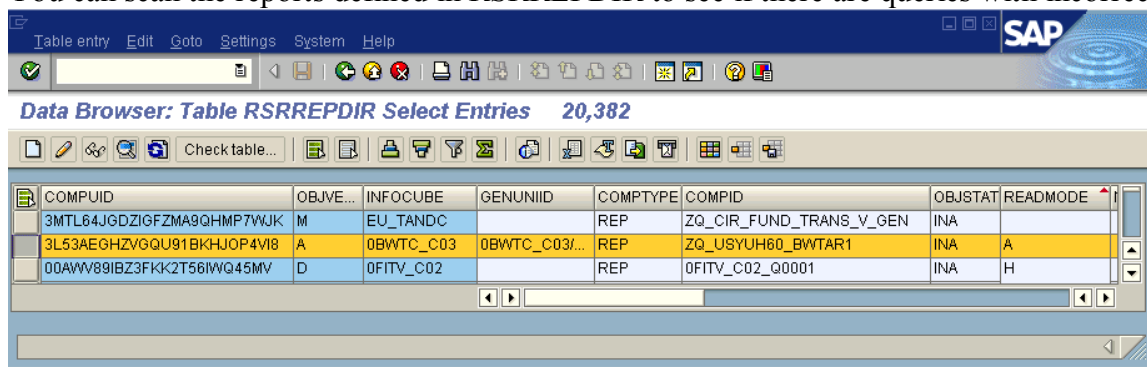 You can scan the reports defined in RSRREPDIR to see if there are queries with incorre
Table entry Edit Goto Settings System Help
SAP
Data Browser: Table RSRREPDIR Select Entries 20,382
Check table...
COMPUID OBJVE... INFOCUBE GENUNIID COMPTYPE COMPID OBJSTAT READMODE
3MTL64JGDZIGFZMA9QHMP7WJK M EU_TANDC REP ZQ_CIR_FUND_TRANS_V_GEN INA
3L53AEGHZVGQU91BKHJOP4VI8 A 0BWTC_C03 0BWTC_C03/... REP ZQ_USYUH60_BWTAR1 INA A
00AWV89IBZ3FKK2T56IWQ45MV D 0FITV_C02 REP 0FITV_C02_Q0001 INA H